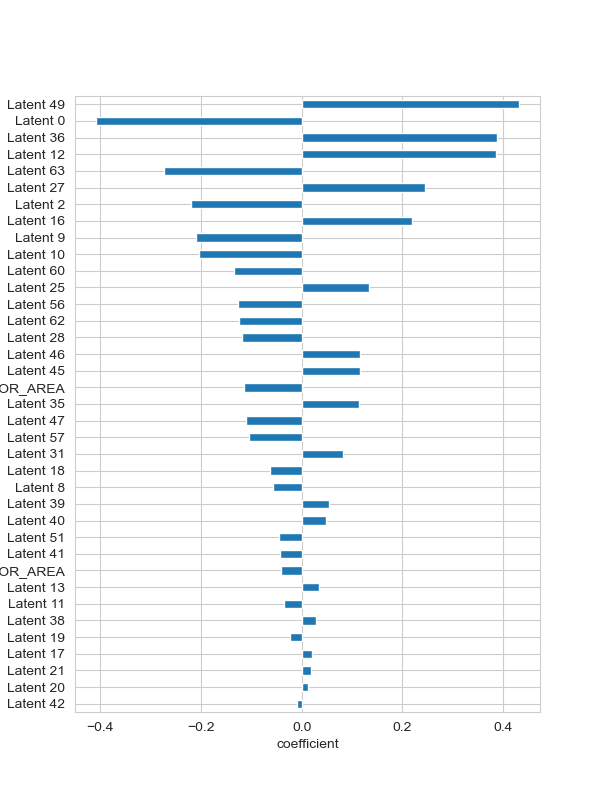 Latent 49
Latent 0
Latent 36
Latent 12
Latent 63
Latent 27
Latent 2
Latent 16
Latent 9
Latent 10
Latent 60
Latent 25
Latent 56
Latent 62
Latent 28
Latent 46
Latent 45
OR_AREA
Latent 35
Latent 47
Latent 57
Latent 31
Latent 18
Latent 8
Latent 39
Latent 40
Latent 51
Latent 41
OR_AREA
Latent 13
Latent 11
Latent 38
Latent 19
Latent 17
Latent 21
Latent 20
Latent 42
−0.4 −0.2 0.0 0.2 0.4
coefficient